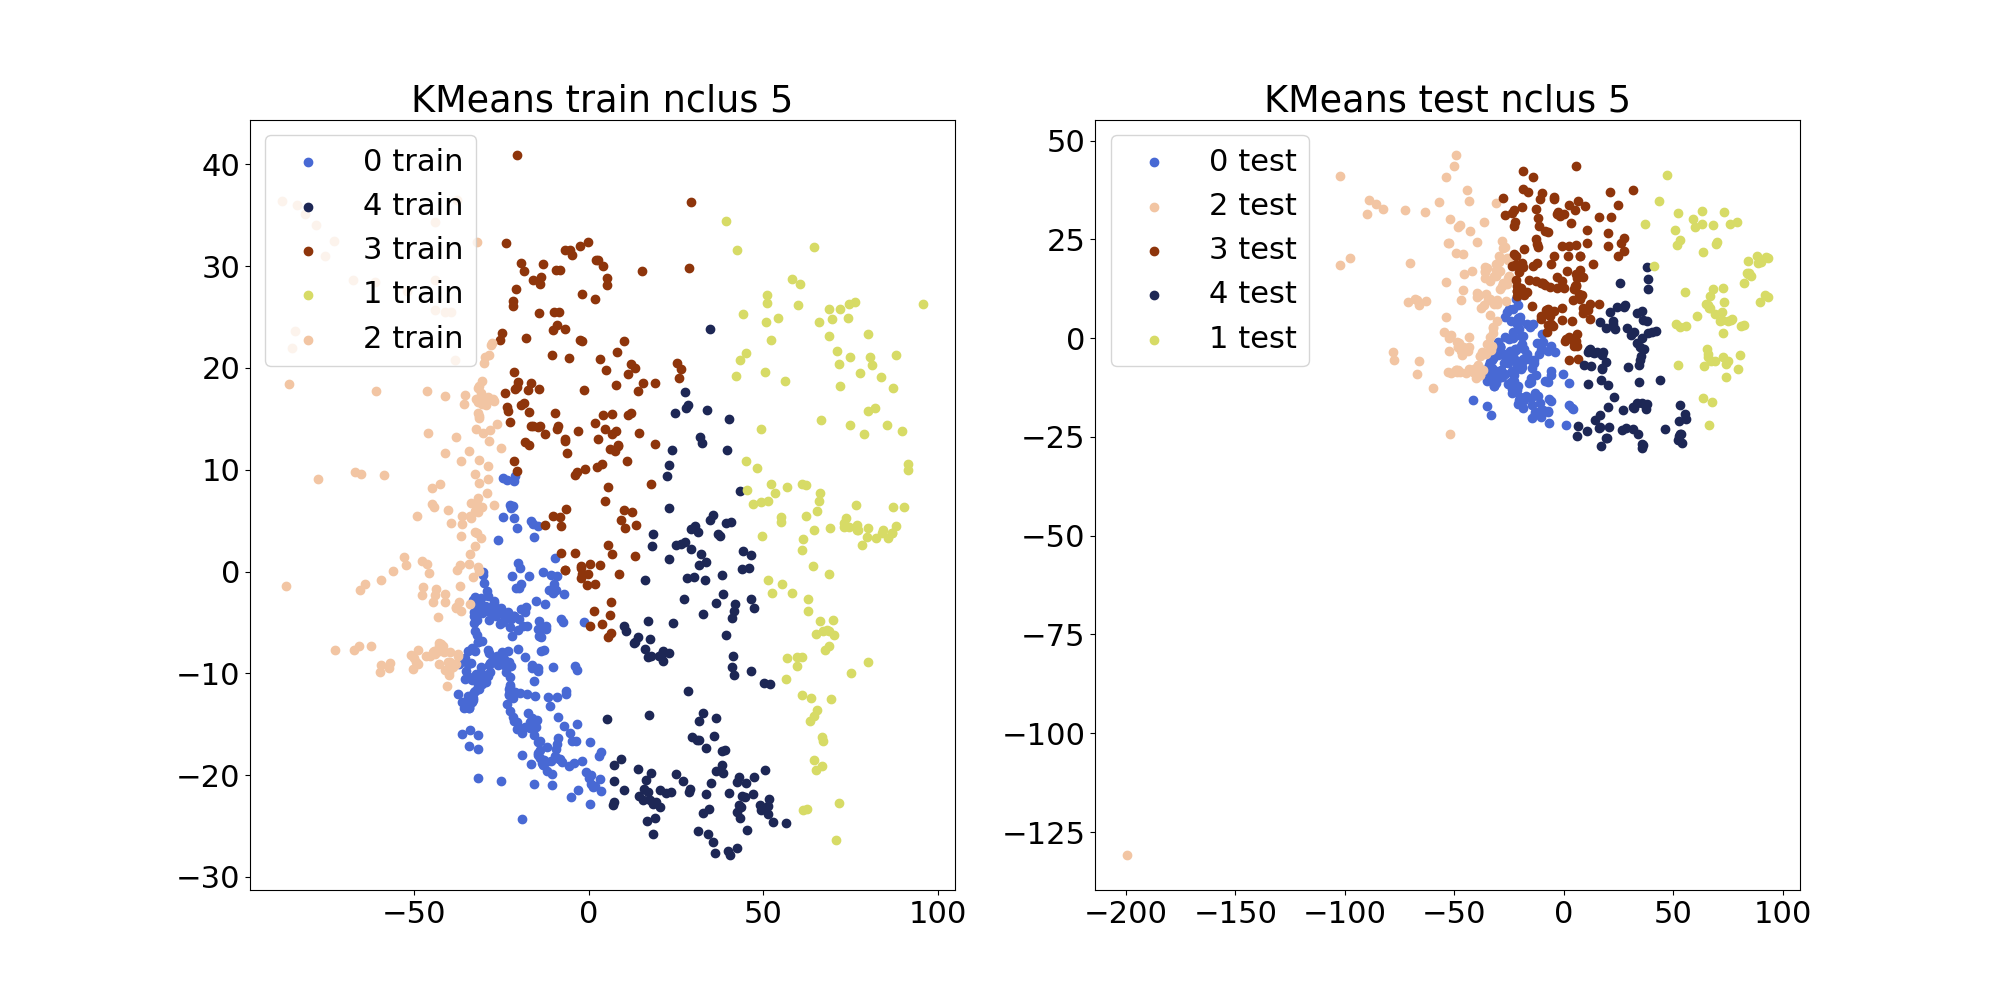 KMeans train nclus 5
0 train
4 train
3 train
1 train
2 train
40
30
20
10
0
−10
−20
−30
−50
0
50
100
KMeans test nclus 5
0 test
2 test
3 test
4 test
1 test
50
25
0
−25
−50
−75
−100
−125
−200
−150
−100
−50
0
50
100